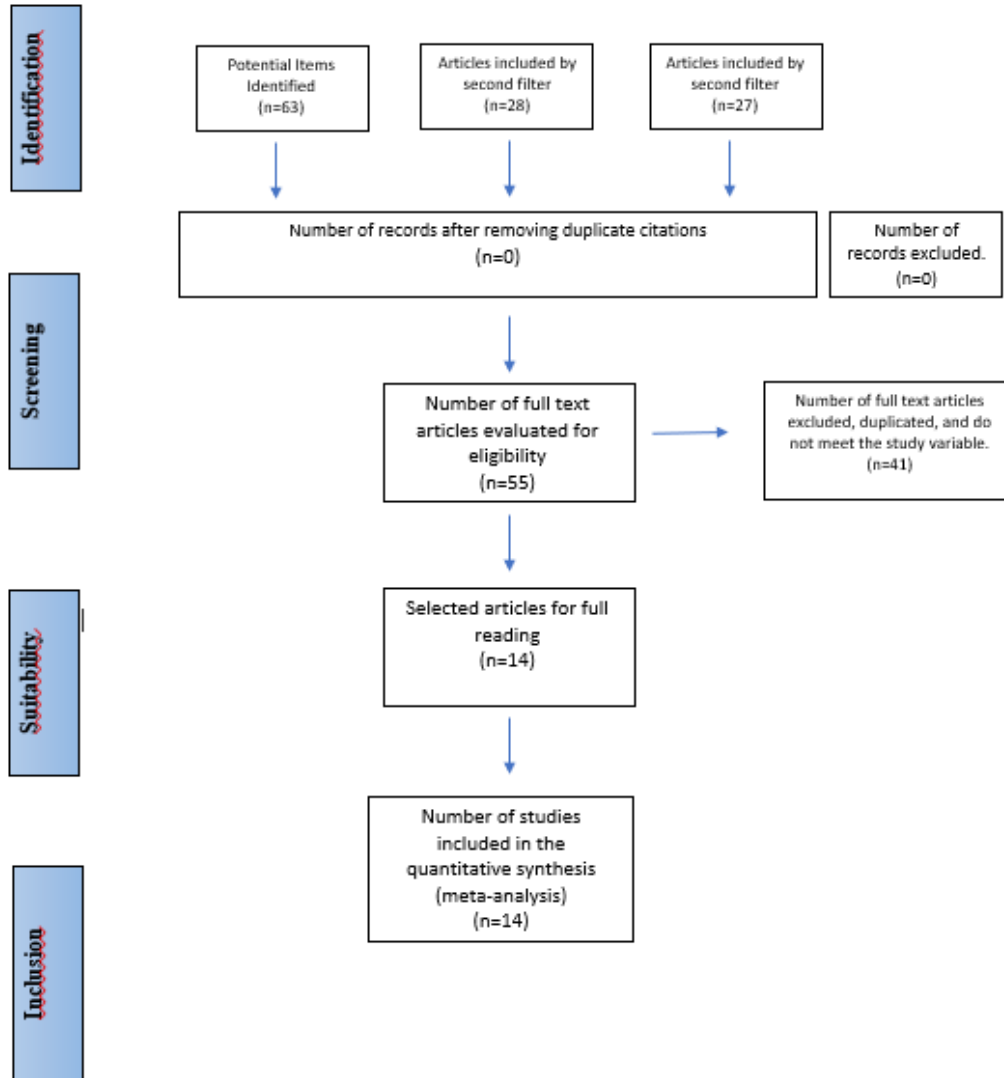 Identification
Potential Items
Identified
(n=63)
Articles included by
second filter
(n=28)
Articles included by
second filter
(n=27)
Number of records after removing duplicate citations
(n=0)
Number of
records excluded.
(n=0)
Screening
Number of full text
articles evaluated for
eligibility
(n=55)
Number of full text articles
excluded, duplicated, and do
not meet the study variable.
(n=41)
Suitability
Selected articles for full
reading
(n=14)
Inclusion
Number of studies
included in the
quantitative synthesis
(meta-analysis)
(n=14)